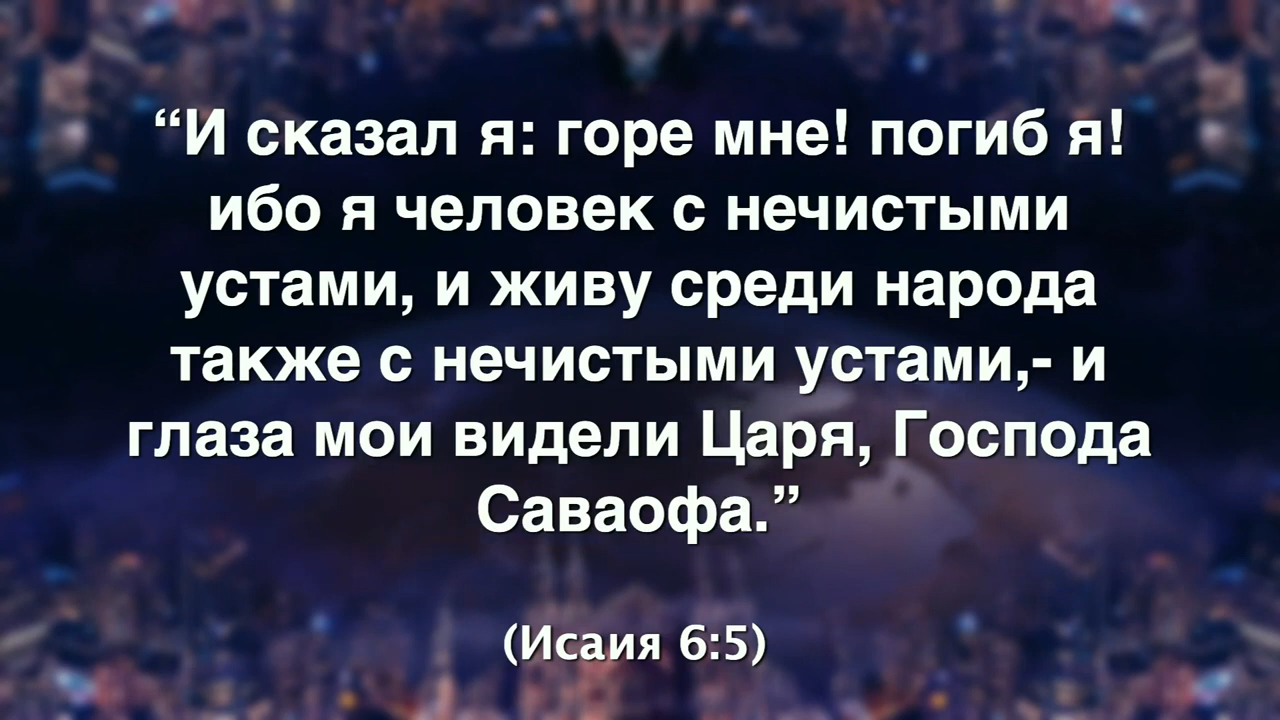 “И сказал я: горе мне! погиб я!
ибо я человек с нечистыми
устами, и живу среди народа
также с нечистыми устами,- и
глаза мои видели Царя, Господа
Саваофа.”
(Исаия 6:5)